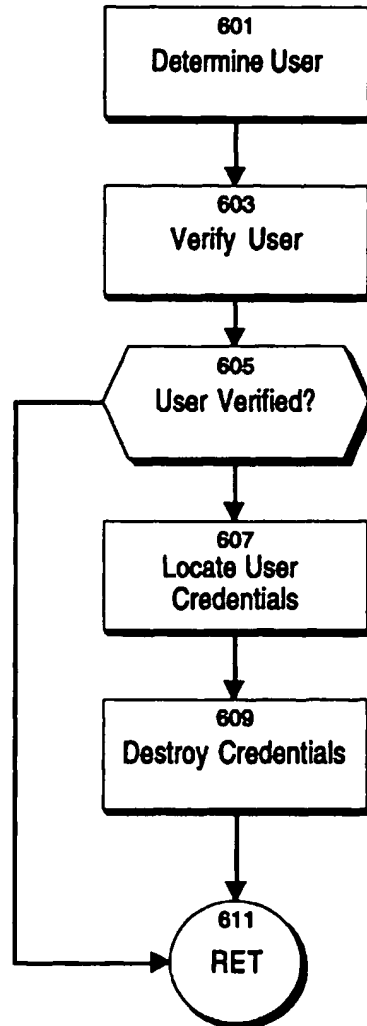 601
Determine User
603
Verify User
605
User Verified?
607
Locate User
Credentials
609
Destroy Credentials
611
RET